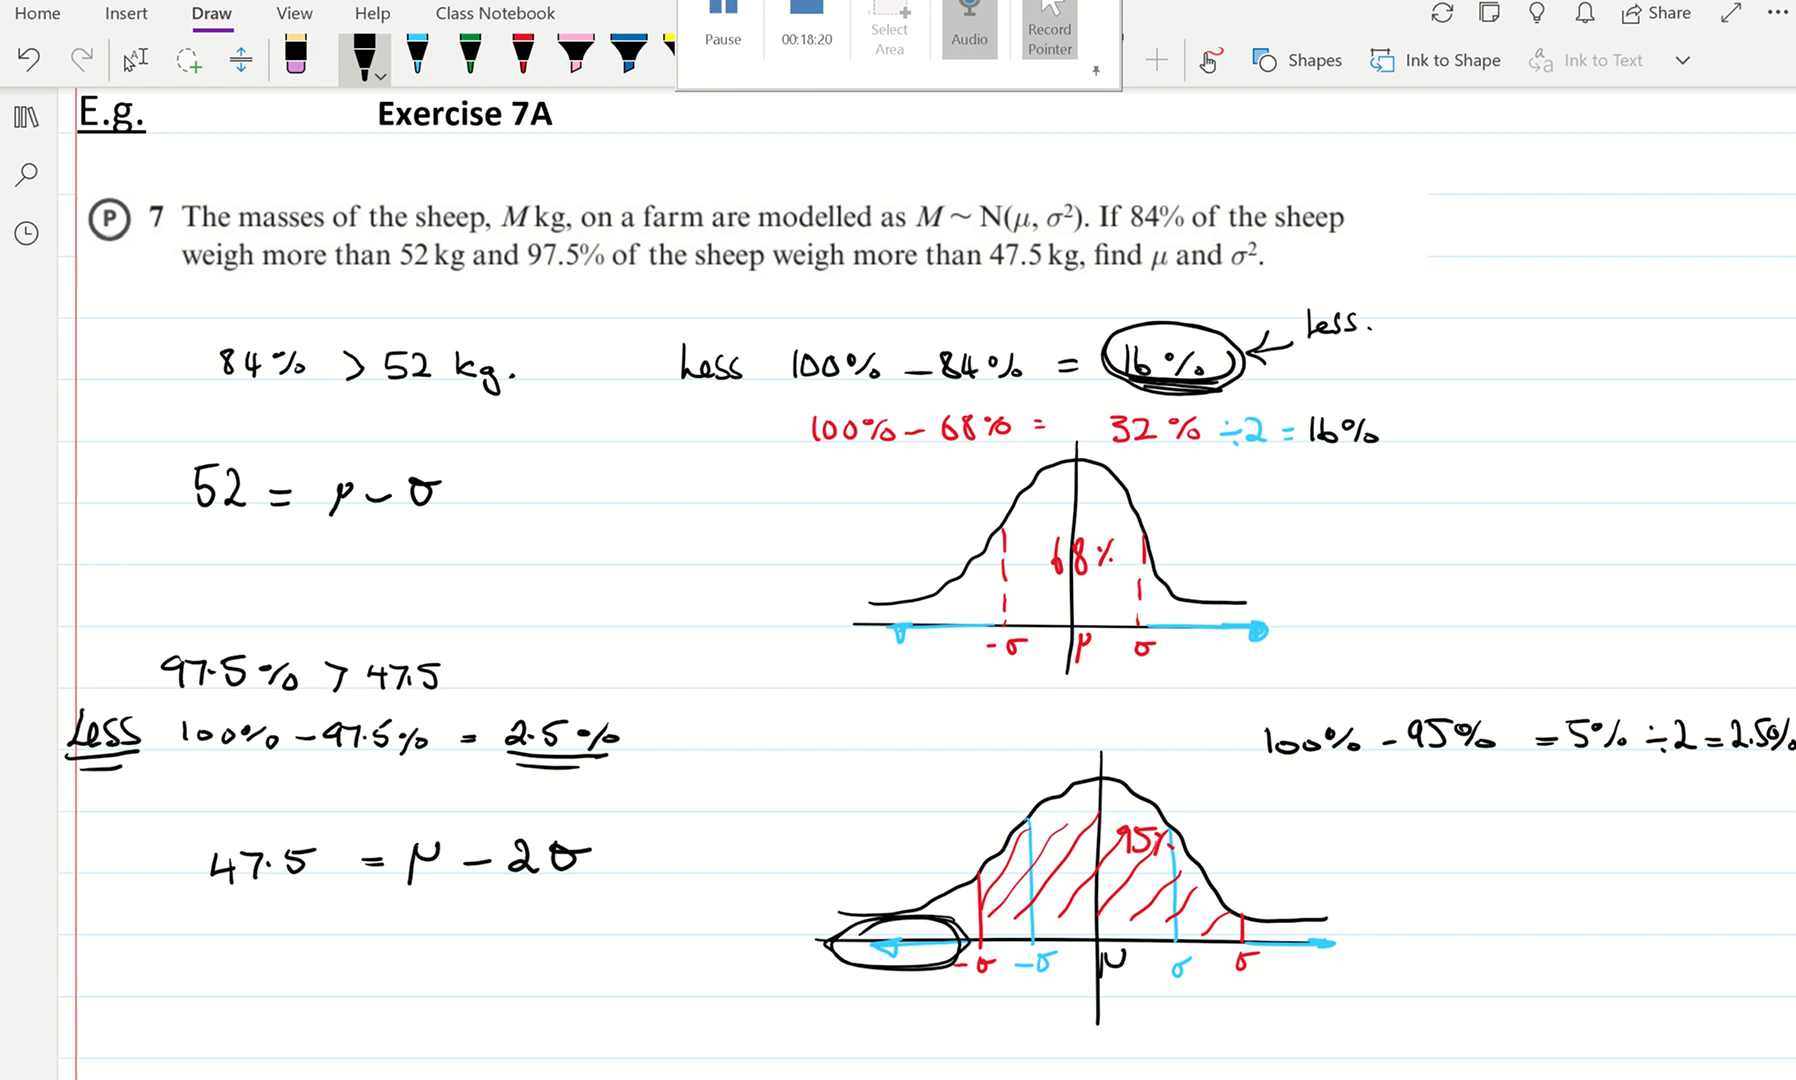 Home Insert Draw View Help Class Notebook
Pause 00:18:20 Select Area Audio Record Pointer
Share
Shapes Ink to Shape Ink to Text
E.g. Exercise 7A
P 7 The masses of the sheep, M kg, on a farm are modelled as M ~ N(μ, σ²). If 84% of the sheep
weigh more than 52 kg and 97.5% of the sheep weigh more than 47.5 kg, find μ and σ².
Less.
84% > 52 kg. Less 100% - 84% = 16%
100% - 68% = 32% ÷2 = 16%
52 = μ - σ
68%
-σ μ σ
97.5% > 47.5
Less 100% - 97.5% = 2.5%
100% - 95% = 5% ÷2 = 2.5%
95%
47.5 = μ - 2σ
-σ -σ μ σ σ